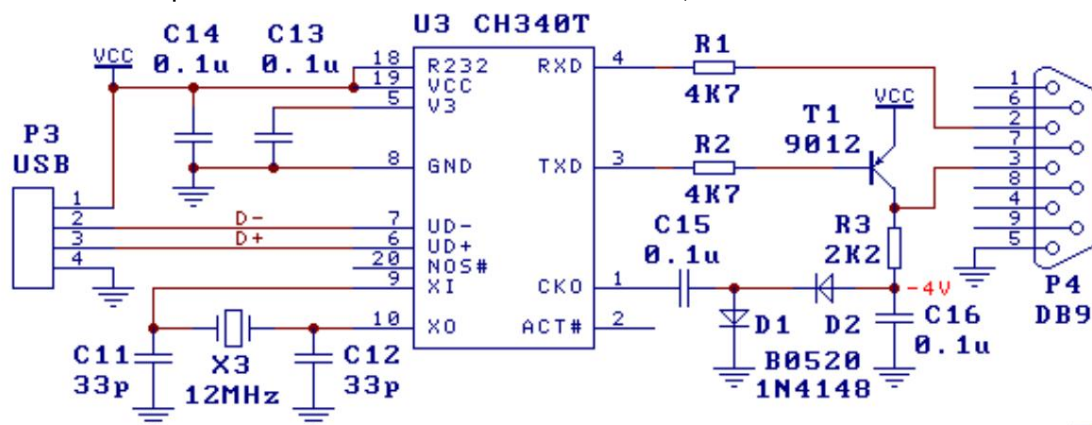 U3 CH340T
C14
0.1u
C13
0.1u
VCC
18
19
5
8
7
6
20
9
10
R232
VCC
V3
GND
UD-
UD+
NOS#
XI
XO
RXD
TXD
CKO
ACT#
4
3
1
2
R1
4K7
R2
4K7
VCC
T1
9012
C15
0.1u
R3
2K2
-4V
D1
D2
B0520
1N4148
C16
0.1u
1
6
2
7
3
8
4
9
5
P4
DB9
P3
USB
1
2
3
4
D-
D+
C11
33p
X3
12MHz
C12
33p